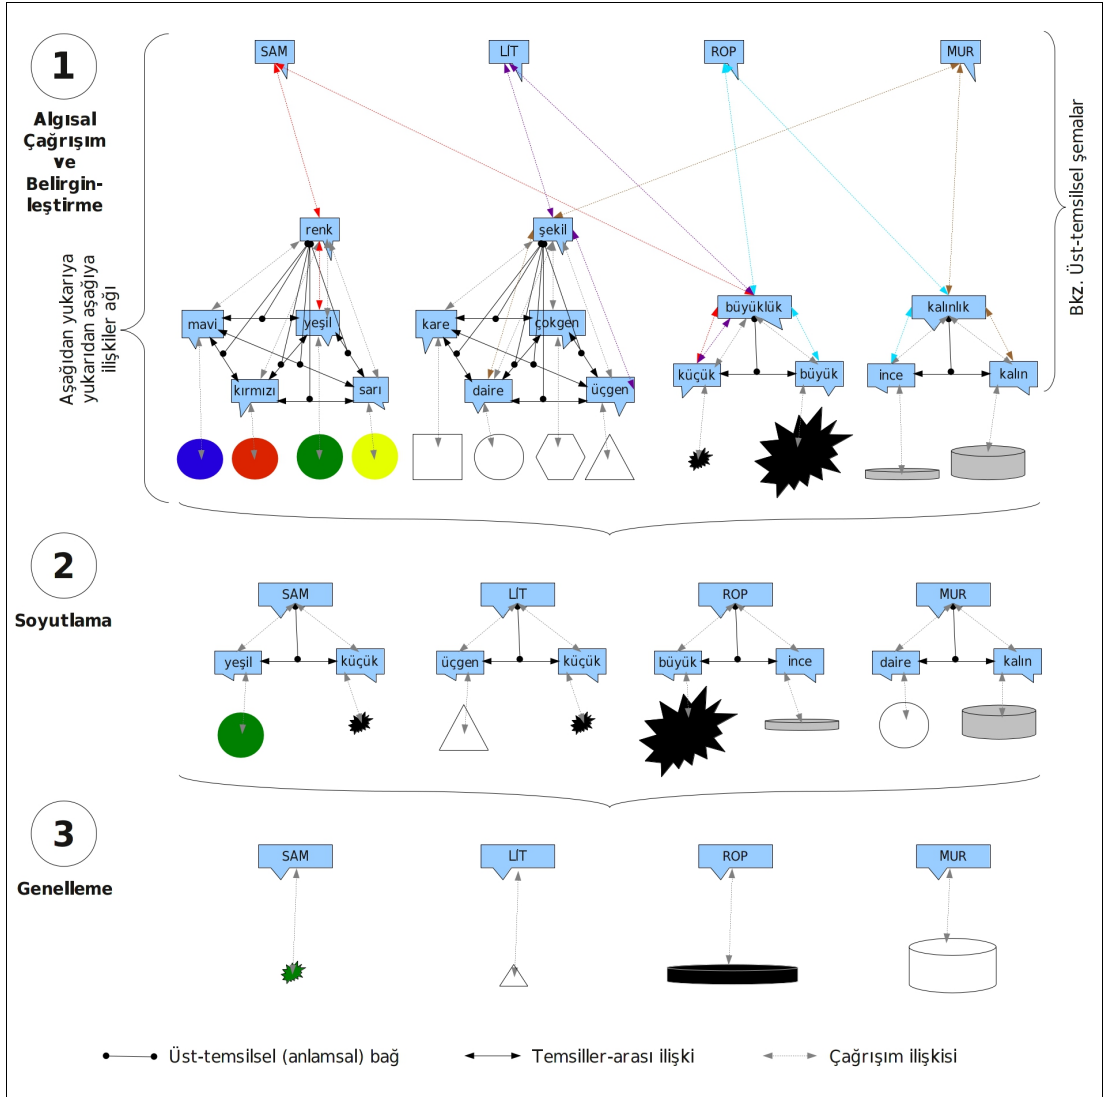 1
Algısal
Çağrışım
ve
Belirgin-
leştirme
Aşağıdan yukarıya
yukarıdan aşağıya
ilişkiler ağı
SAM
LİT
ROP
MUR
renk
şekil
büyüklük
kalınlık
mavi
yeşil
kırmızı
sarı
kare
çokgen
daire
üçgen
küçük
büyük
ince
kalın
Bkz. Üst-temsilsel şemalar
2
Soyutlama
SAM
LİT
ROP
MUR
yeşil
küçük
üçgen
küçük
büyük
ince
daire
kalın
3
Genelleme
SAM
LİT
ROP
MUR
Üst-temsilsel (anlamsal) bağ
Temsiller-arası ilişki
Çağrışım ilişkisi